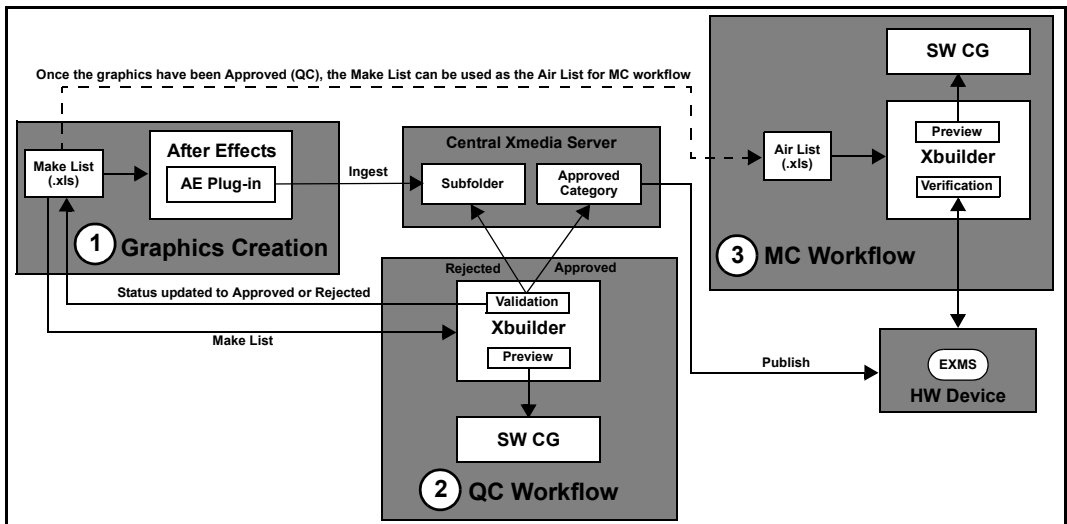 Once the graphics have been Approved (QC), the Make List can be used as the Air List for MC workflow
Make List
(.xls)
After Effects
AE Plug-in
1 Graphics Creation
Ingest
Central Xmedia Server
Subfolder
Approved
Category
Rejected
Approved
Status updated to Approved or Rejected
Make List
Validation
Xbuilder
Preview
SW CG
2 QC Workflow
SW CG
Preview
Xbuilder
Verification
Air List
(.xls)
3 MC Workflow
Publish
EXMS
HW Device